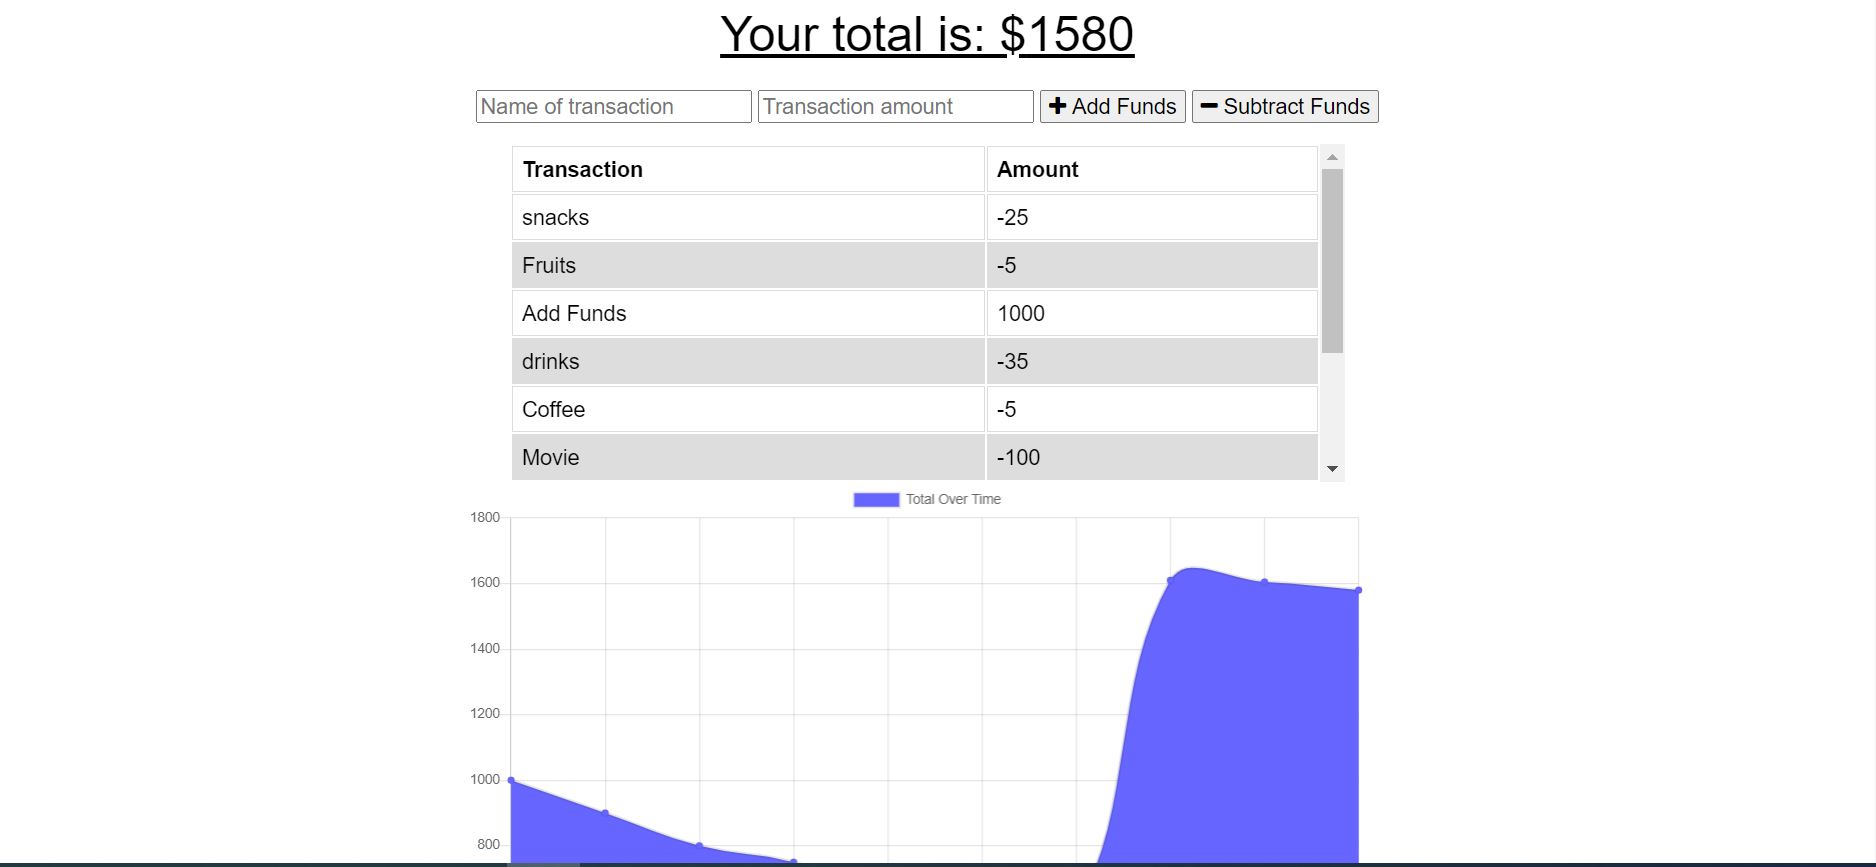 Your total is: $1580
Name of transaction Transaction amount Add Funds Subtract Funds
Transaction Amount
snacks -25
Fruits -5
Add Funds 1000
drinks -35
Coffee -5
Movie -100
Total Over Time
1800
1600
1400
1200
1000
800